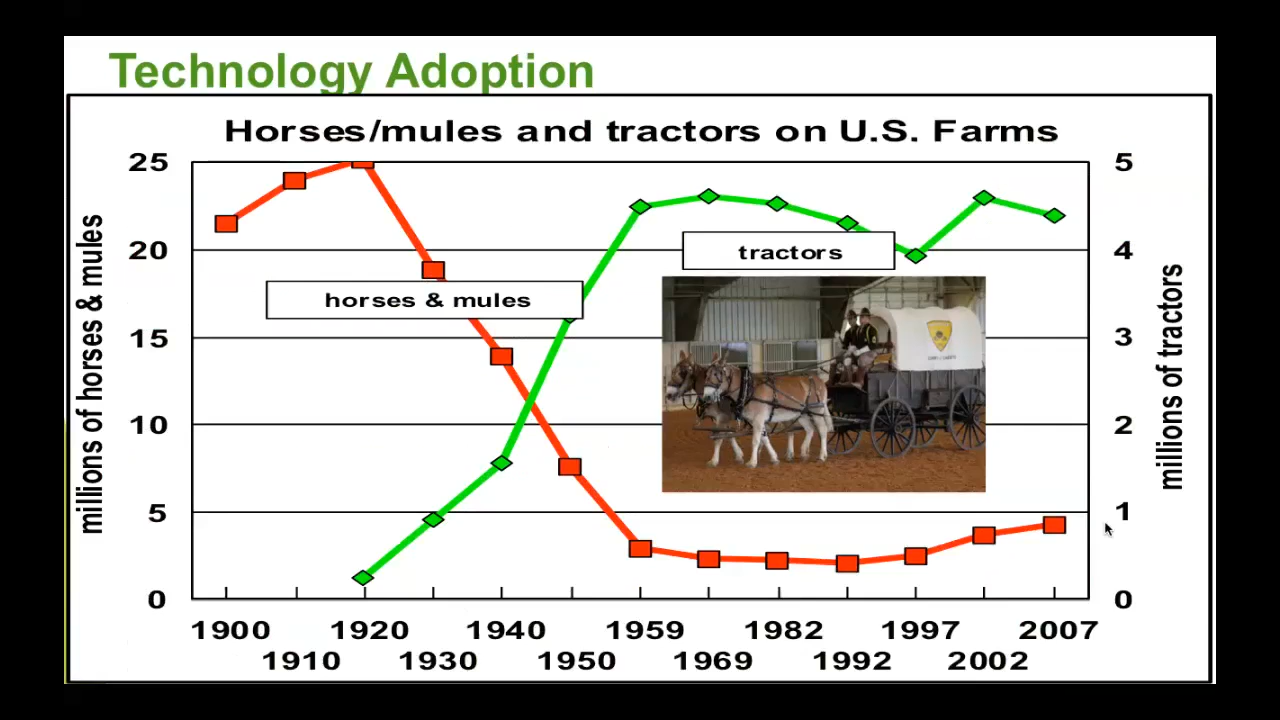 Technology Adoption
Horses/mules and tractors on U.S. Farms
millions of horses & mules
25
20
15
10
5
0
horses & mules
tractors
5
4
3
2
1
0
millions of tractors
1900 1920 1940 1959 1982 1997 2007
1910 1930 1950 1969 1992 2002